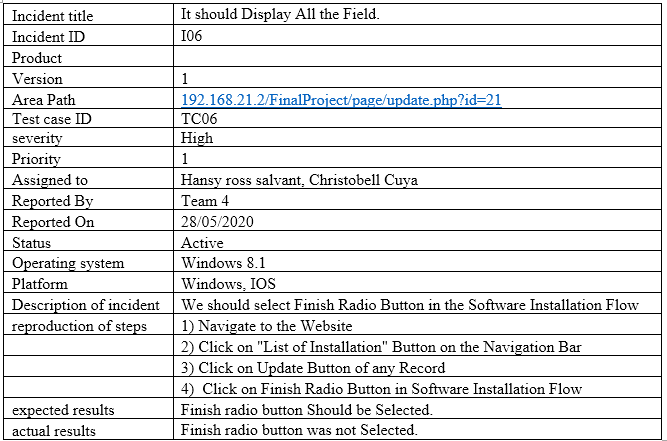 Incident title It should Display All the Field.
Incident ID I06
Product
Version 1
Area Path 192.168.21.2/FinalProject/page/update.php?id=21
Test case ID TC06
severity High
Priority 1
Assigned to Hansy ross salvant, Christobell Cuya
Reported By Team 4
Reported On 28/05/2020
Status Active
Operating system Windows 8.1
Platform Windows, IOS
Description of incident We should select Finish Radio Button in the Software Installation Flow
reproduction of steps 1) Navigate to the Website
2) Click on "List of Installation" Button on the Navigation Bar
3) Click on Update Button of any Record
4) Click on Finish Radio Button in Software Installation Flow
expected results Finish radio button Should be Selected.
actual results Finish radio button was not Selected.